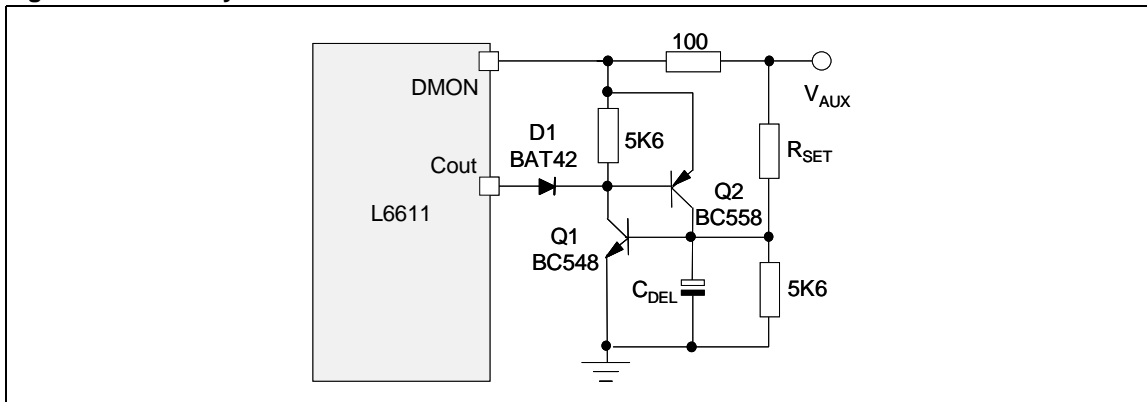 100
DMON
V_AUX
D1
BAT42
5K6
R_SET
Cout
Q2
BC558
L6611
Q1
BC548
C_DEL
5K6